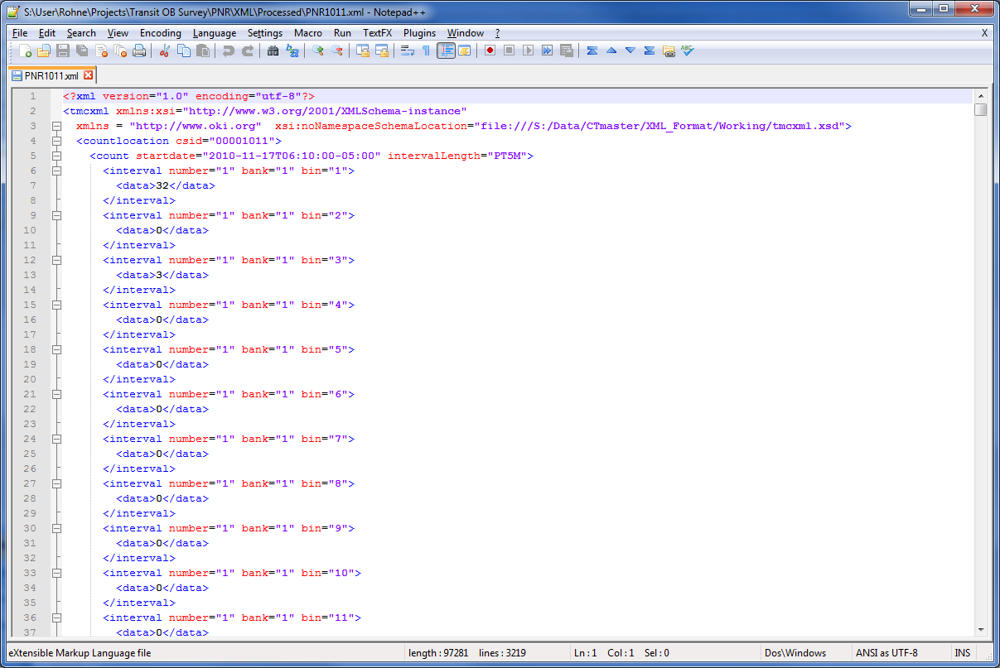 S:\User\Rohne\Projects\Transit OB Survey\PNR\XML\Processed\PNR1011.xml - Notepad++
File Edit Search View Encoding Language Settings Macro Run TextFX Plugins Window ? X
PNR1011.xml
1 <?xml version="1.0" encoding="utf-8"?>
2 <tmcxml xmlns:xsi="http://www.w3.org/2001/XMLSchema-instance"
3 xmlns = "http://www.oki.org" xsi:noNamespaceSchemaLocation="file:///S:/Data/CTmaster/XML_Format/Working/tmcxml.xsd">
4 <countlocation csid="00001011">
5 <count startdate="2010-11-17T06:10:00-05:00" intervalLength="PT5M">
6 <interval number="1" bank="1" bin="1">
7 <data>32</data>
8 </interval>
9 <interval number="1" bank="1" bin="2">
10 <data>0</data>
11 </interval>
12 <interval number="1" bank="1" bin="3">
13 <data>3</data>
14 </interval>
15 <interval number="1" bank="1" bin="4">
16 <data>0</data>
17 </interval>
18 <interval number="1" bank="1" bin="5">
19 <data>0</data>
20 </interval>
21 <interval number="1" bank="1" bin="6">
22 <data>0</data>
23 </interval>
24 <interval number="1" bank="1" bin="7">
25 <data>0</data>
26 </interval>
27 <interval number="1" bank="1" bin="8">
28 <data>0</data>
29 </interval>
30 <interval number="1" bank="1" bin="9">
31 <data>0</data>
32 </interval>
33 <interval number="1" bank="1" bin="10">
34 <data>0</data>
35 </interval>
36 <interval number="1" bank="1" bin="11">
37 <data>0</data>
eXtensible Markup Language file length : 97281 lines : 3219 Ln : 1 Col : 1 Sel : 0 Dos\Windows ANSI as UTF-8 INS